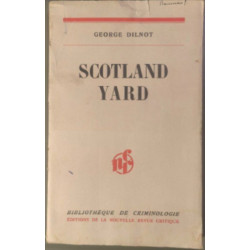 GEORGE DILNOT
SCOTLAND
YARD
BIBLIOTHÈQUE DE CRIMINOLOGIE
ÉDITIONS DE LA NOUVELLE REVUE CRITIQUE